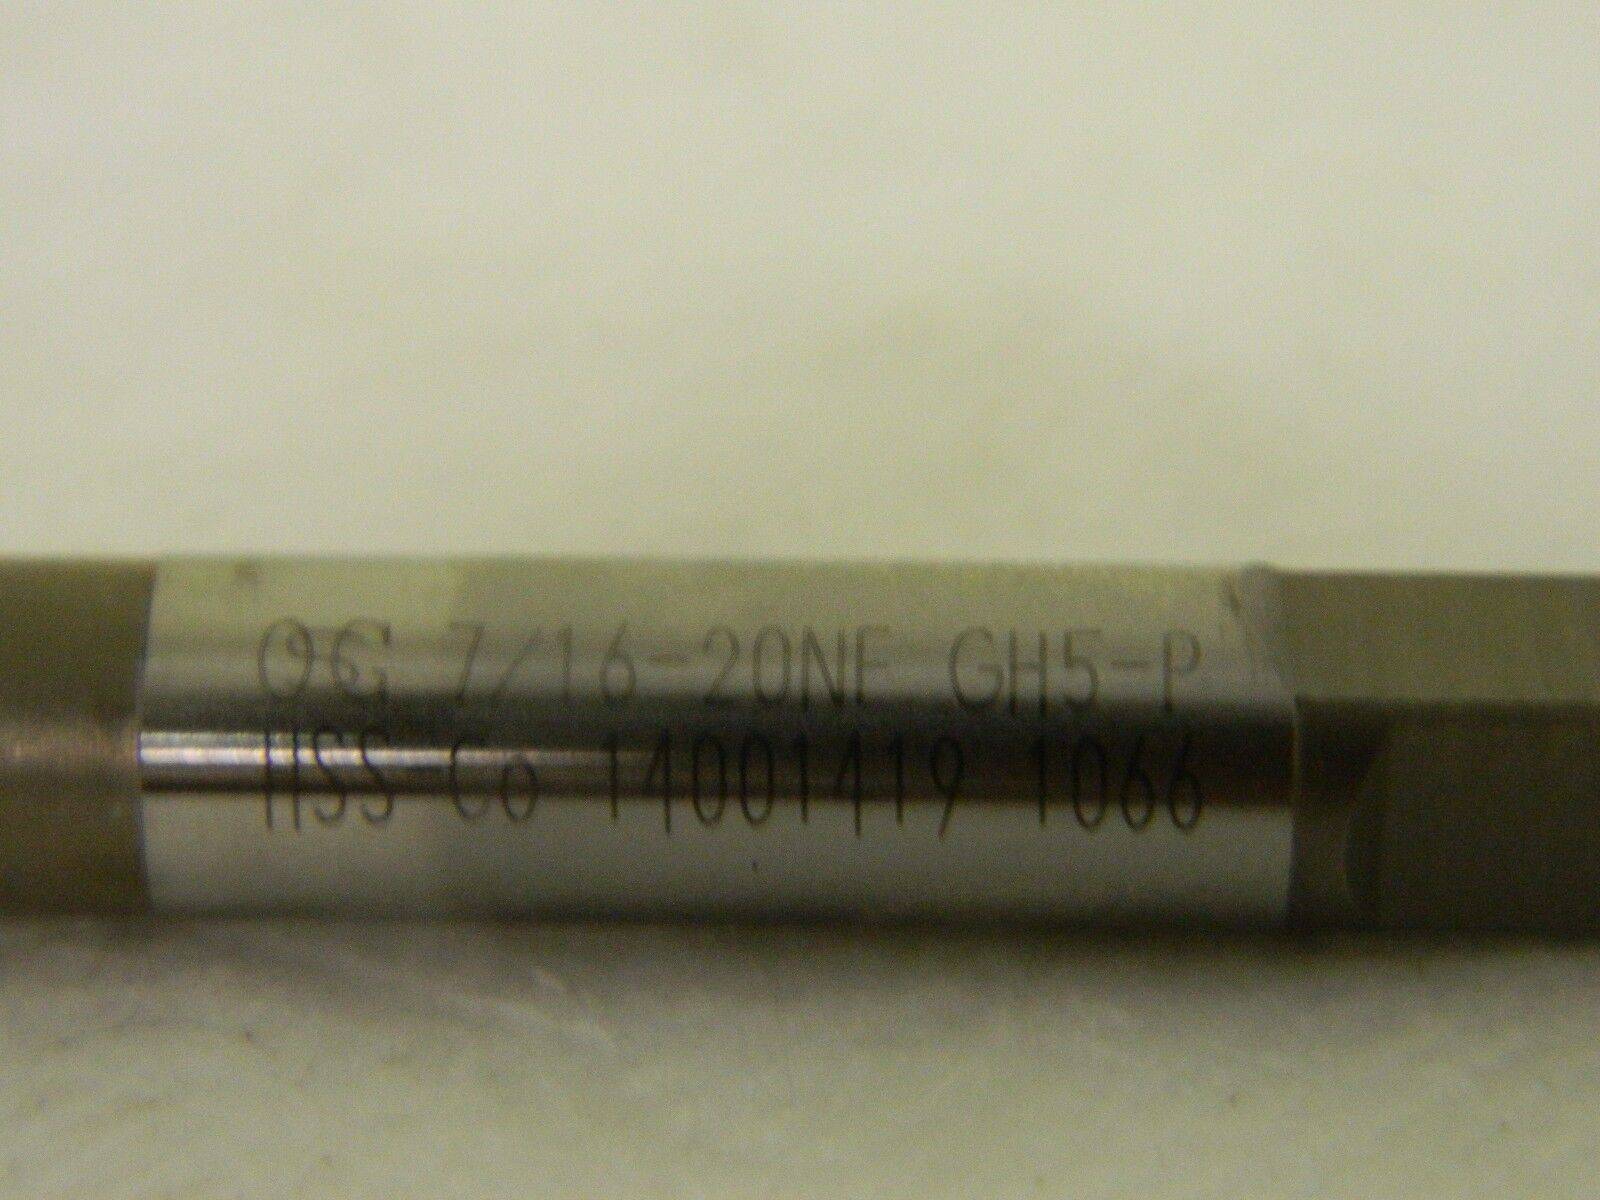 OSG 7/16-20NF GH5-P
HSS-Co 14001419 1066